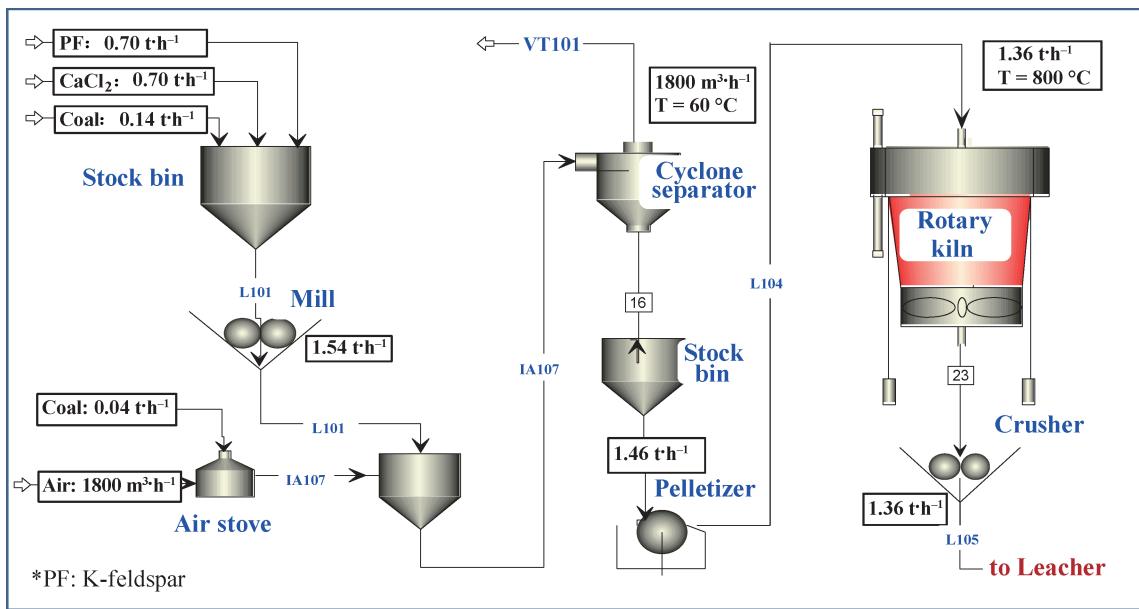 PF: 0.70 t·h⁻¹
CaCl₂: 0.70 t·h⁻¹
Coal: 0.14 t·h⁻¹
Stock bin
L101
Mill
1.54 t·h⁻¹
Coal: 0.04 t·h⁻¹
L101
Air: 1800 m³·h⁻¹
IA107
Air stove
*PF: K-feldspar
VT101
1800 m³·h⁻¹
T = 60 °C
Cyclone
separator
16
IA107
Stock
bin
1.46 t·h⁻¹
Pelletizer
L104
1.36 t·h⁻¹
T = 800 °C
Rotary
kiln
23
Crusher
1.36 t·h⁻¹
L105
to Leacher